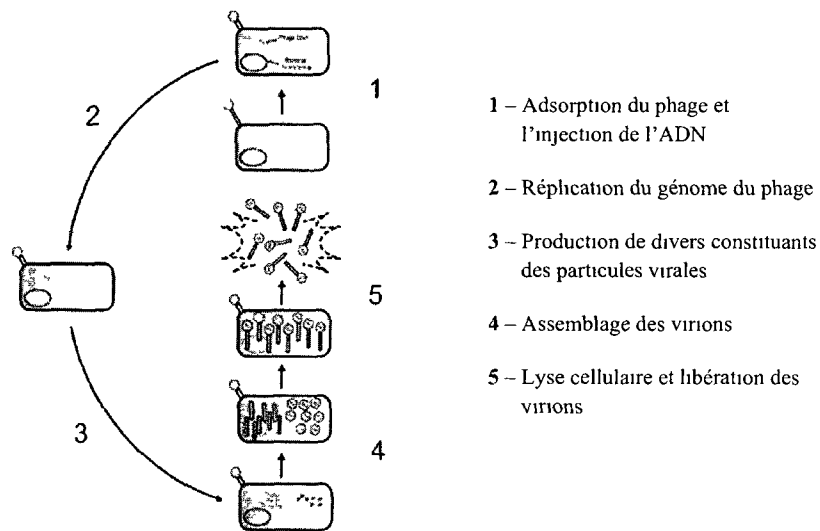 Phage DNA
1
2
3
4
5
1 – Adsorption du phage et
l'injection de l'ADN
2 – Réplication du génome du phage
3 – Production de divers constituants
des particules virales
4 – Assemblage des virions
5 – Lyse cellulaire et libération des
virions